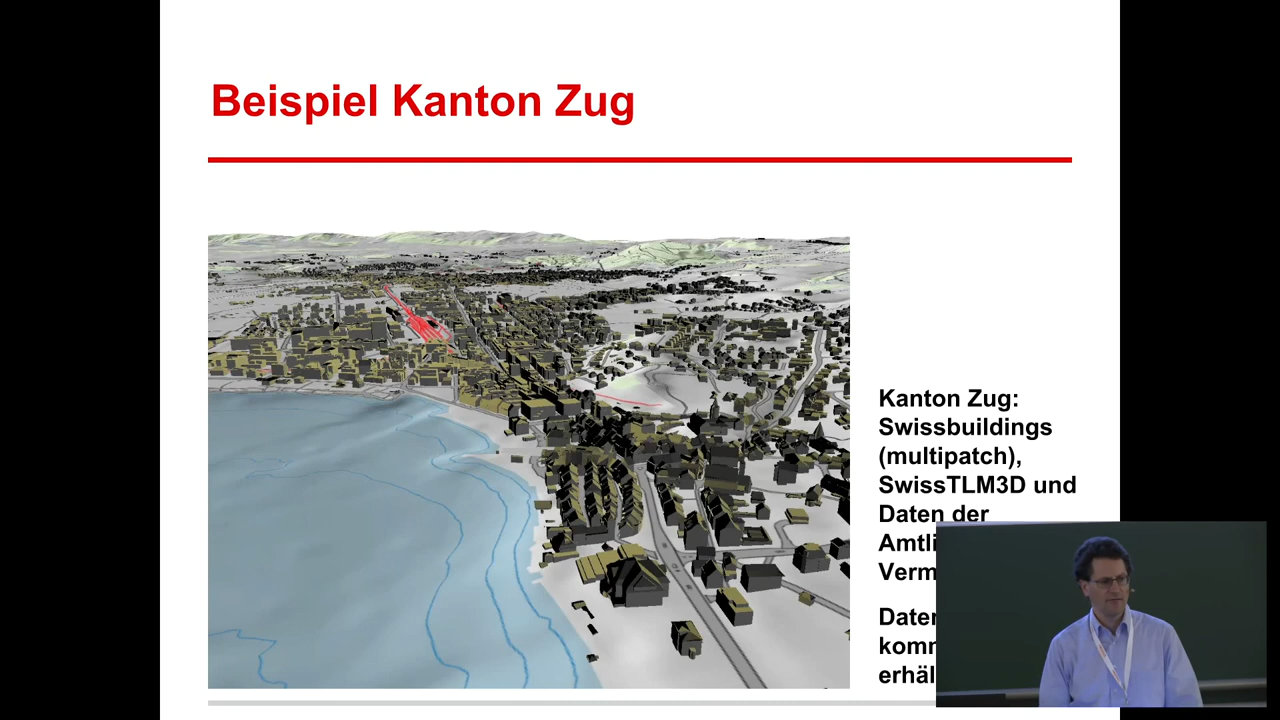 Beispiel Kanton Zug
Kanton Zug:
Swissbuildings
(multipatch),
SwissTLM3D und
Daten der